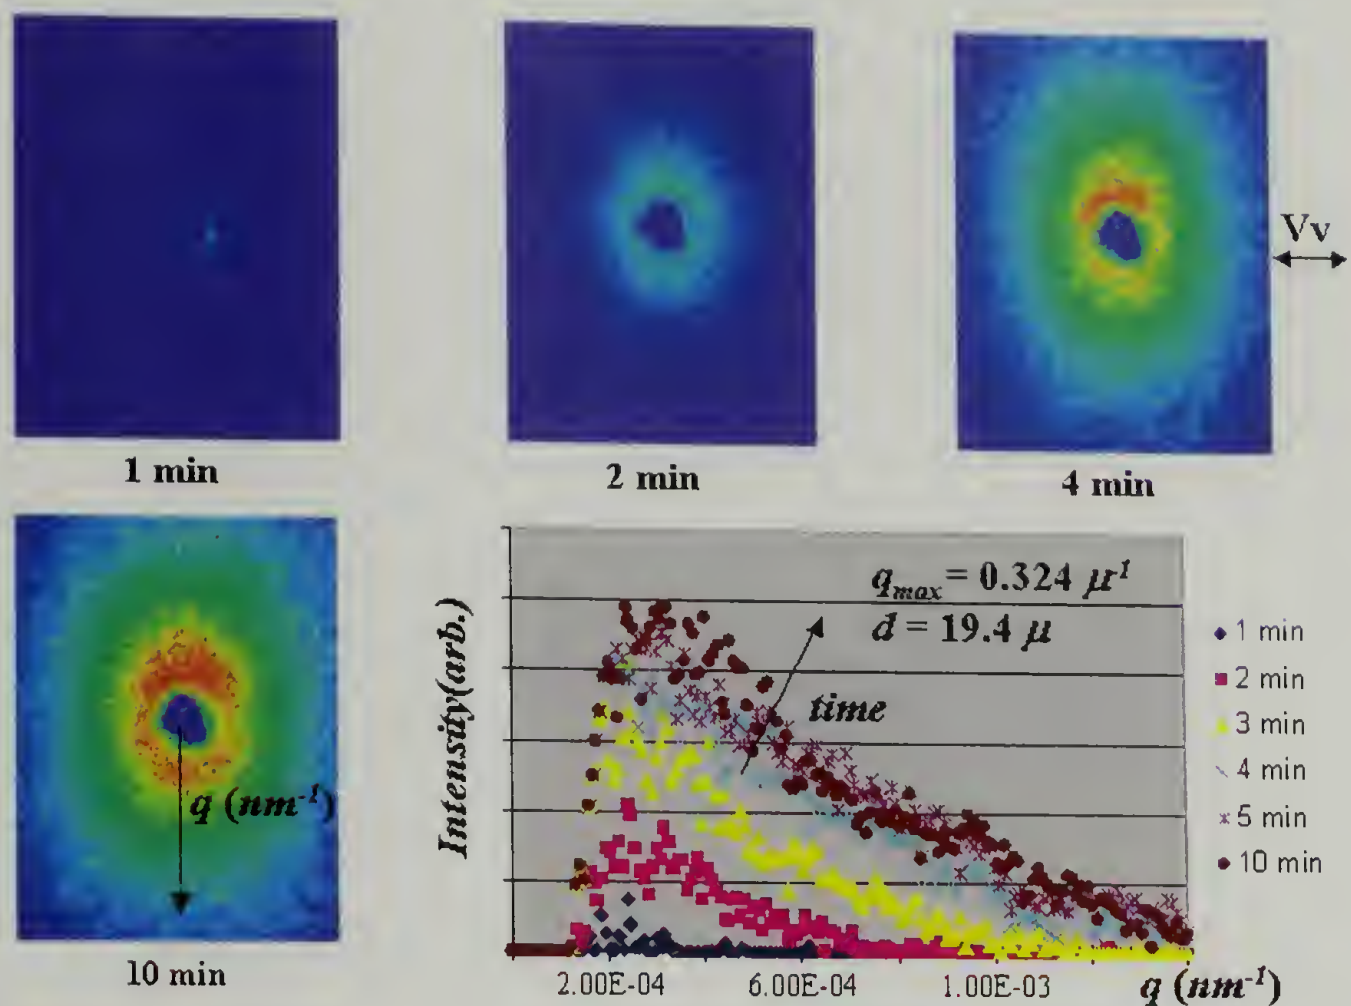 1 min
2 min
4 min
Vv
10 min
q (nm⁻¹)
Intensity(arb.)
q_max = 0.324 μ⁻¹
d = 19.4 μ
time
1 min
2 min
3 min
4 min
5 min
10 min
2.00E-04 6.00E-04 1.00E-03 q (nm⁻¹)